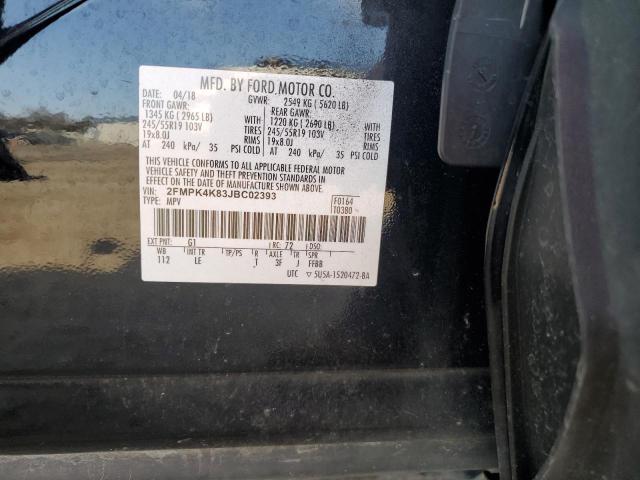 MFD. BY FORD MOTOR CO.
DATE: 04/18 GVWR: 2549 KG ( 5620 LB)
FRONT GAWR: REAR GAWR:
1345 KG ( 2965 LB) WITH 1220 KG ( 2690 LB) WITH
245/55R19 103V TIRES 245/55R19 103V TIRES
19x8.0J RIMS 19x8.0J RIMS
AT 240 kPa/ 35 PSI COLD AT 240 kPa/ 35 PSI COLD
THIS VEHICLE CONFORMS TO ALL APPLICABLE FEDERAL MOTOR
VEHICLE SAFETY AND THEFT PREVENTION STANDARDS
IN EFFECT ON THE DATE OF MANUFACTURE SHOWN ABOVE.
VIN: 2FMPK4K83JBC02393 F0164
TYPE: MPV T0380
EXT PNT: G1 RC: 72 DSO:
WB INT TR TP/PS R AXLE TR SPR
112 LE T 3F J FFBB
UTC ▽ 5U5A-1520472-BA